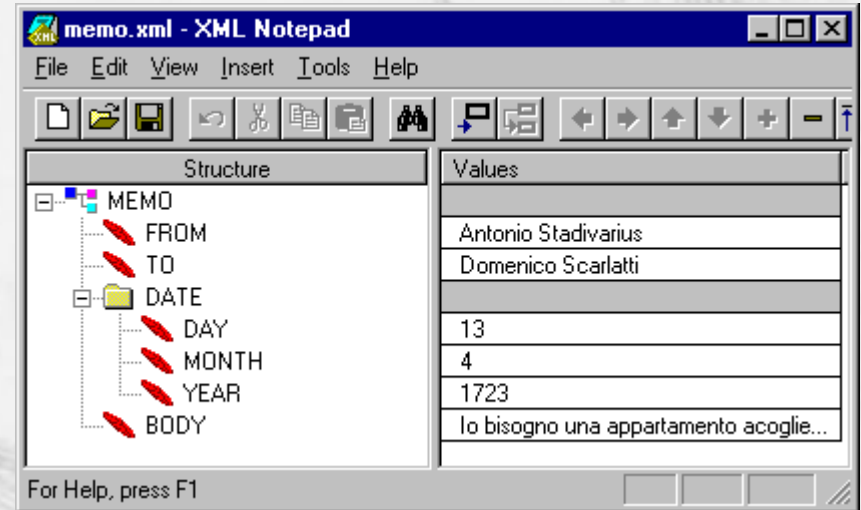 memo.xml - XML Notepad
File Edit View Insert Tools Help
Structure Values
MEMO
FROM Antonio Stadivarius
TO Domenico Scarlatti
DATE
DAY 13
MONTH 4
YEAR 1723
BODY Io bisogno una appartamento acoglie...
For Help, press F1